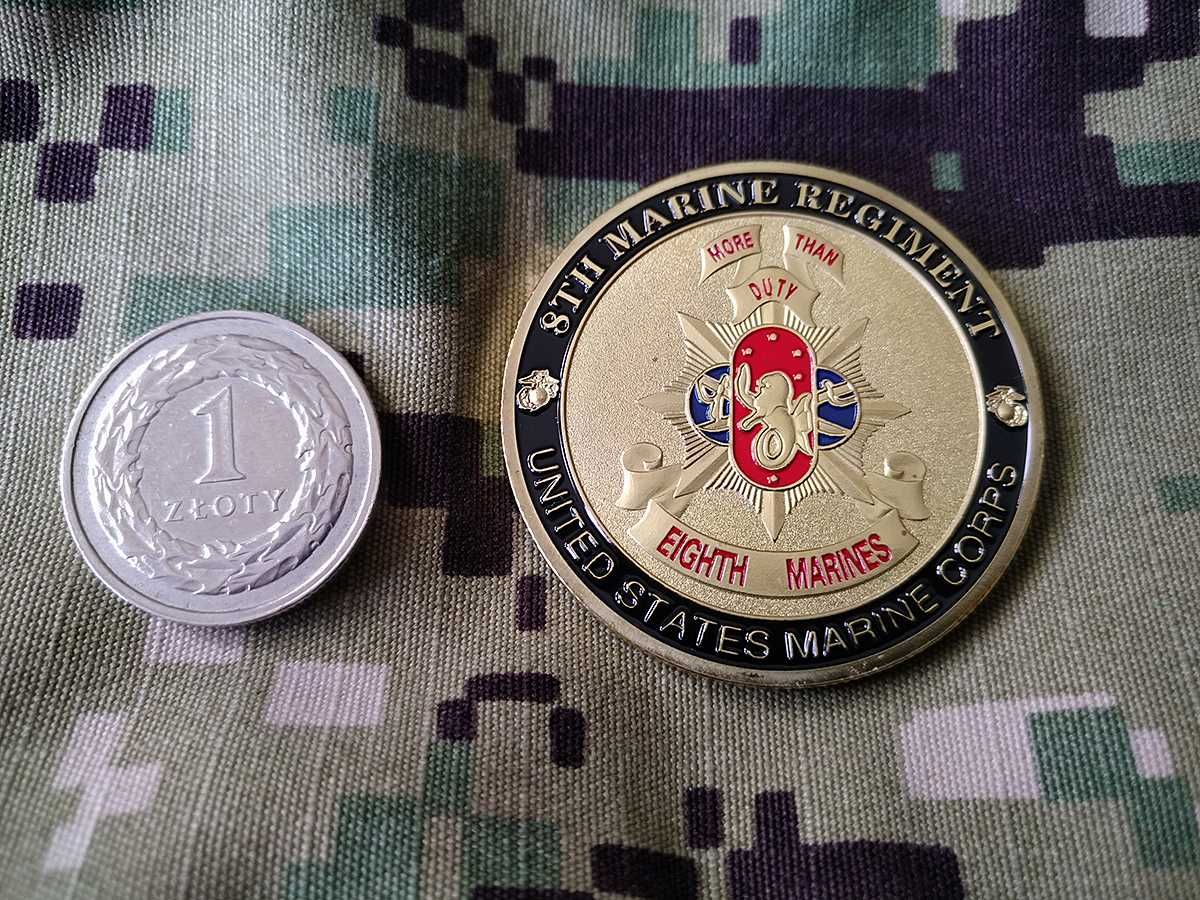 1
ZŁOTY
8TH MARINE REGIMENT
MORE THAN
DUTY
EIGHTH MARINES
UNITED STATES MARINE CORPS